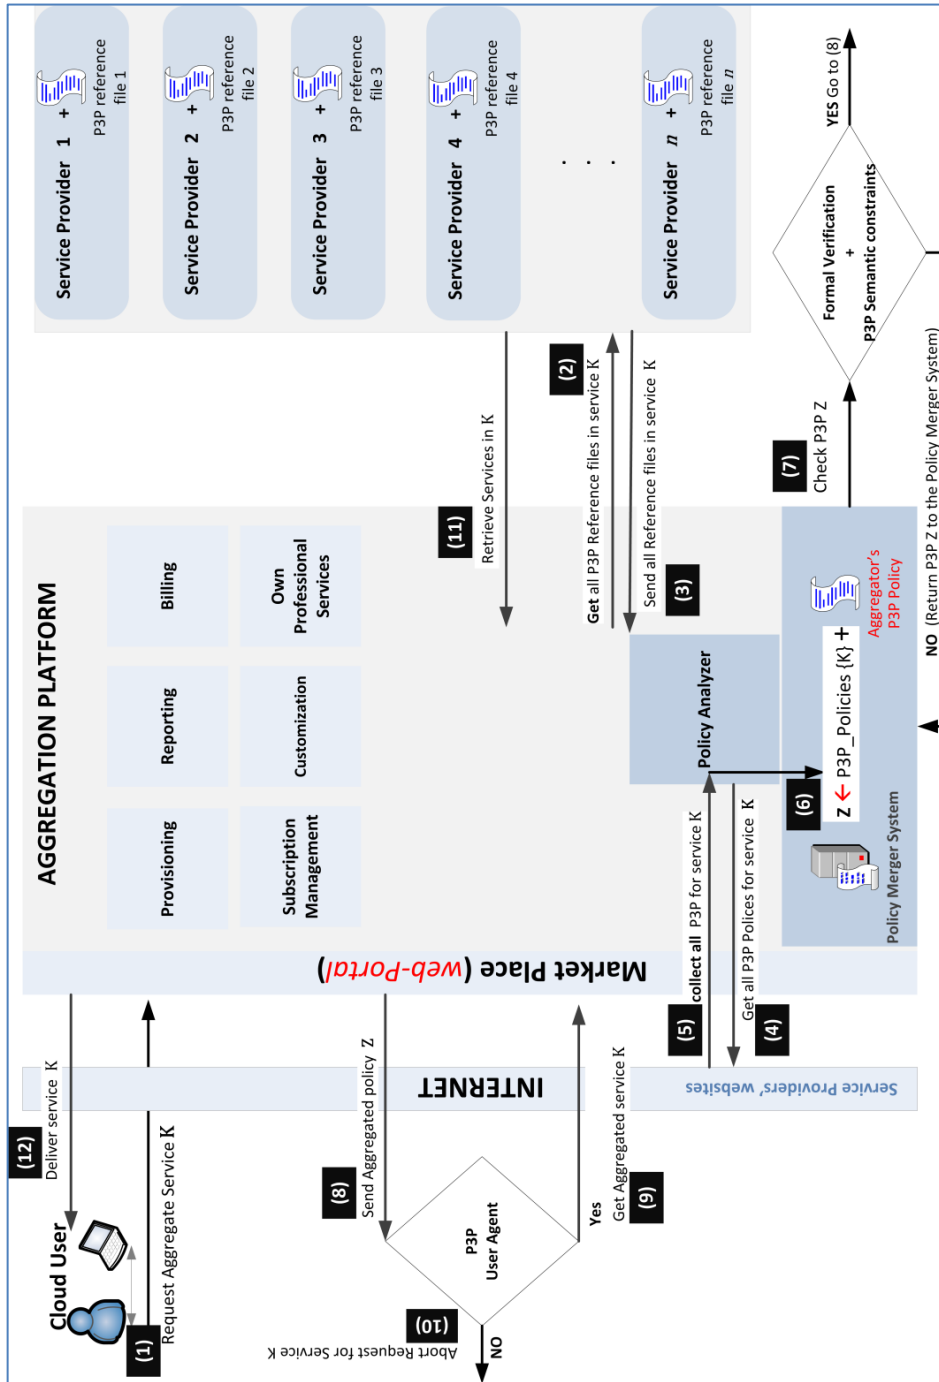 Cloud User
(1)
Request Aggregate Service K
(12)
Deliver service K
(8)
Send Aggregated policy Z
P3P
User Agent
(10)
Abort Request for Service K
NO
Yes
Get Aggregated service K
(9)
INTERNET
Service Providers' websites
Market Place (web-Portal)
AGGREGATION PLATFORM
Provisioning
Reporting
Billing
Subscription
Management
Customization
Own
Professional
Services
(5)
collect all P3P for service K
Get all P3P Polices for service K
(4)
Policy Analyzer
(6)
Z ← P3P_Policies {K} +
Aggregator's
P3P Policy
Policy Merger System
(11)
Retrieve Services in K
(2)
Get all P3P Reference files in service K
Send all Reference files in service K
(3)
Service Provider 1 +
P3P reference
file 1
Service Provider 2 +
P3P reference
file 2
Service Provider 3 +
P3P reference
file 3
Service Provider 4 +
P3P reference
file 4
. . .
Service Provider n +
P3P reference
file n
(7)
Check P3P Z
Formal Verification
+
P3P Semantic constraints
YES Go to (8)
NO (Return P3P Z to the Policy Merger System)